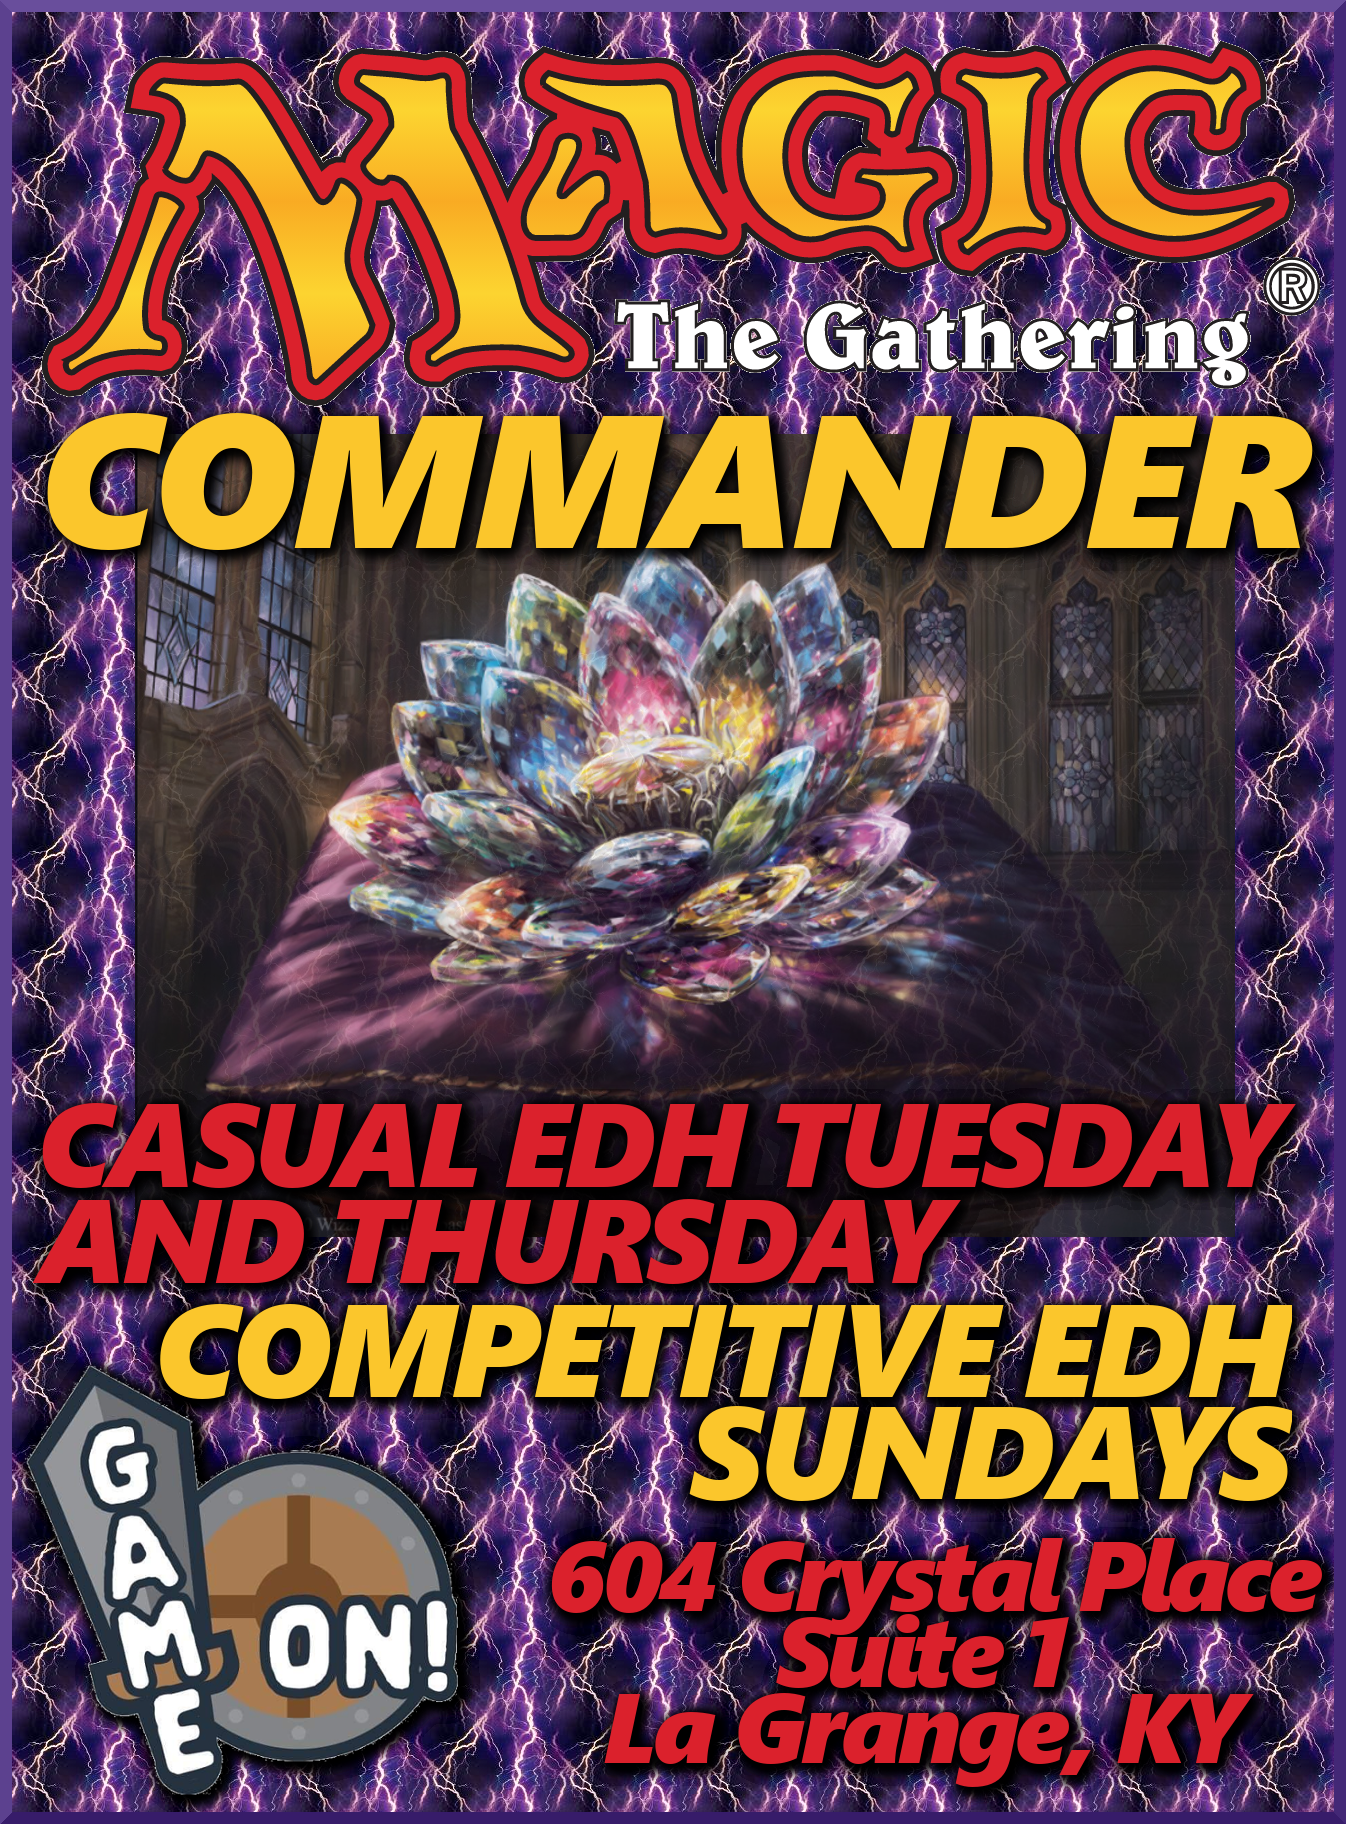 MAGIC
The Gathering ®
COMMANDER
CASUAL EDH TUESDAY
AND THURSDAY
COMPETITIVE EDH
SUNDAYS
GAME
ON!
604 Crystal Place
Suite 1
La Grange, KY